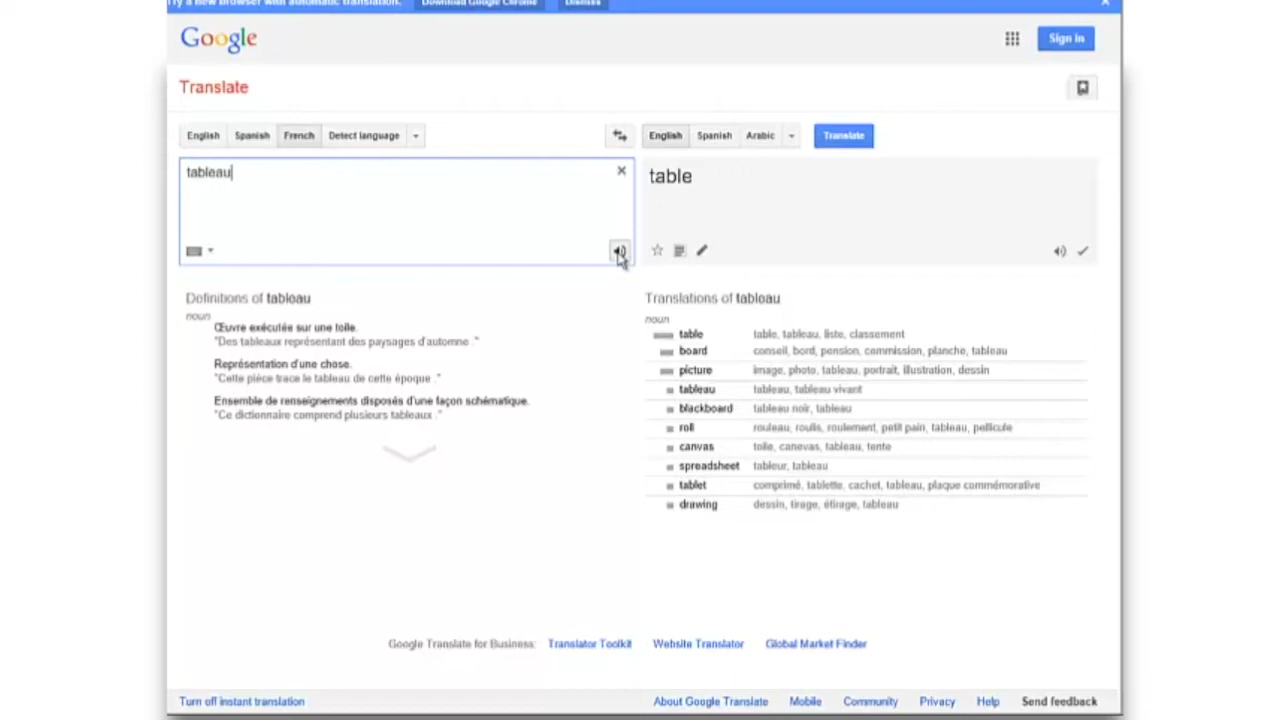 Try a new browser with automatic translation. Download Google Chrome Dismiss
Google
Sign in
Translate
English Spanish French Detect language English Spanish Arabic Translate
tableau
table
Definitions of tableau
noun
Œuvre exécutée sur une toile.
"Des tableaux représentant des paysages d'automne ."
Représentation d'une chose.
"Cette pièce trace le tableau de cette époque ."
Ensemble de renseignements disposés d'une façon schématique.
"Ce dictionnaire comprend plusieurs tableaux ."
Translations of tableau
noun
table table, tableau, liste, classement
board conseil, bord, pension, commission, planche, tableau
picture image, photo, tableau, portrait, illustration, dessin
tableau tableau, tableau vivant
blackboard tableau noir, tableau
roll rouleau, roulis, roulement, petit pain, tableau, pellicule
canvas toile, canevas, tableau, tente
spreadsheet tableur, tableau
tablet comprimé, tablette, cachet, tableau, plaque commémorative
drawing dessin, tirage, étirage, tableau
Google Translate for Business: Translator Toolkit Website Translator Global Market Finder
Turn off instant translation About Google Translate Mobile Community Privacy Help Send feedback